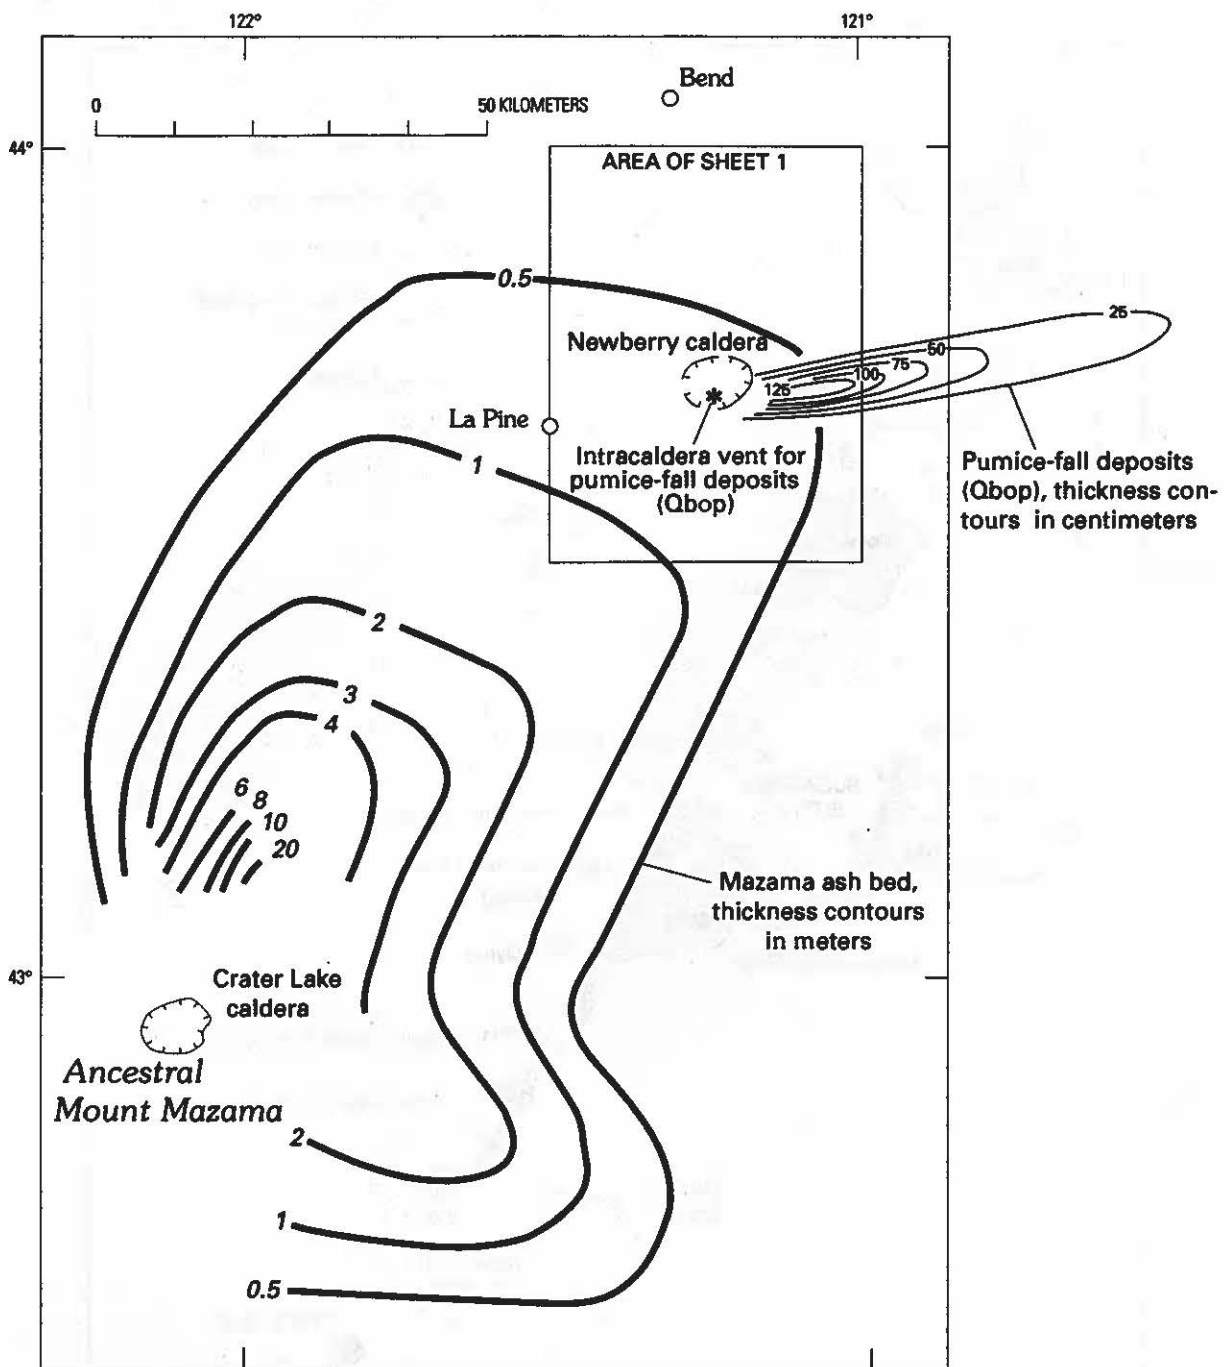 122°
121°
Bend
0
50 KILOMETERS
44°
AREA OF SHEET 1
0.5
25
Newberry caldera
50
75
100
125
La Pine
Intracaldera vent for
pumice-fall deposits
(Qbop)
Pumice-fall deposits
(Qbop), thickness con-
tours in centimeters
1
2
3
4
6
8
10
20
Mazama ash bed,
thickness contours
in meters
43°
Crater Lake
caldera
Ancestral
Mount Mazama
2
1
0.5